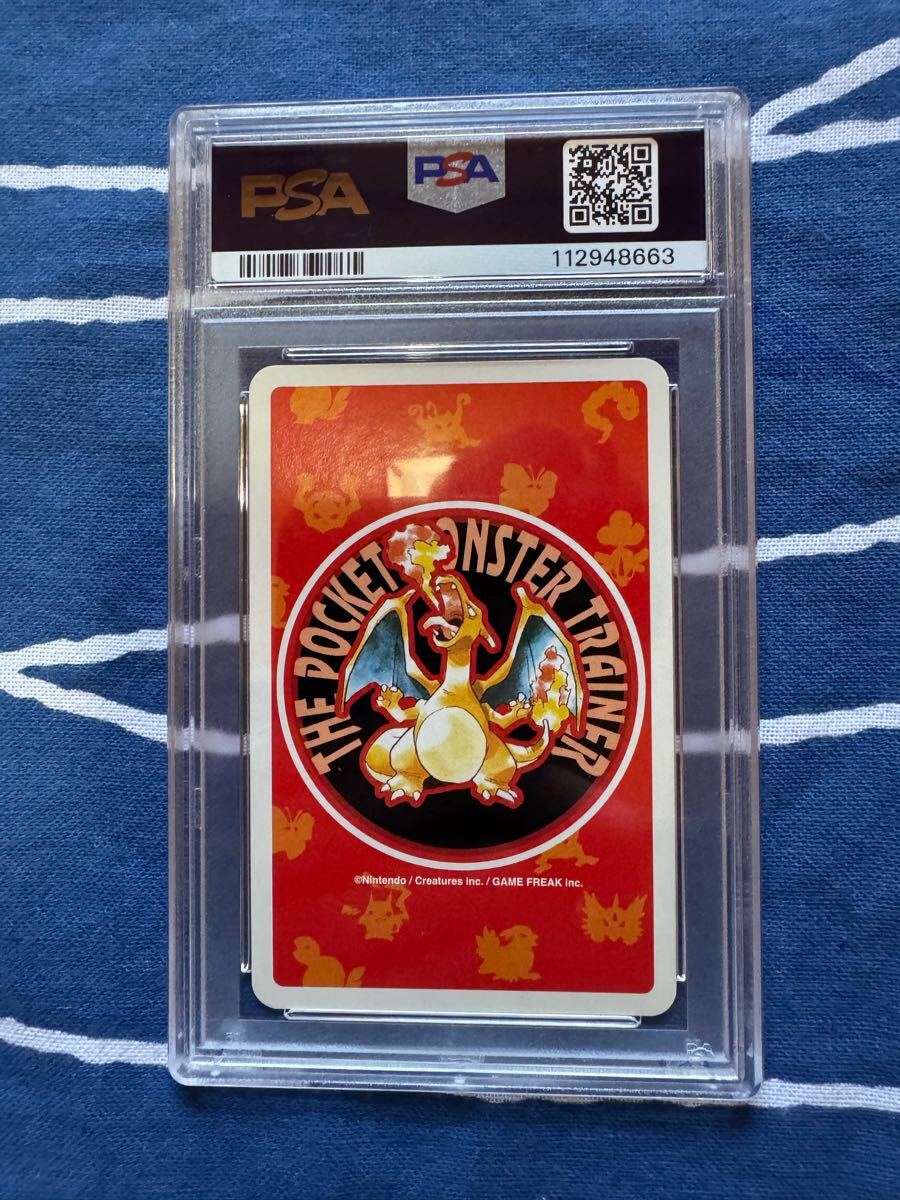 PSA
PSA
112948663
THE POCKET MONSTER TRAINER
©Nintendo / Creatures inc. / GAME FREAK inc.